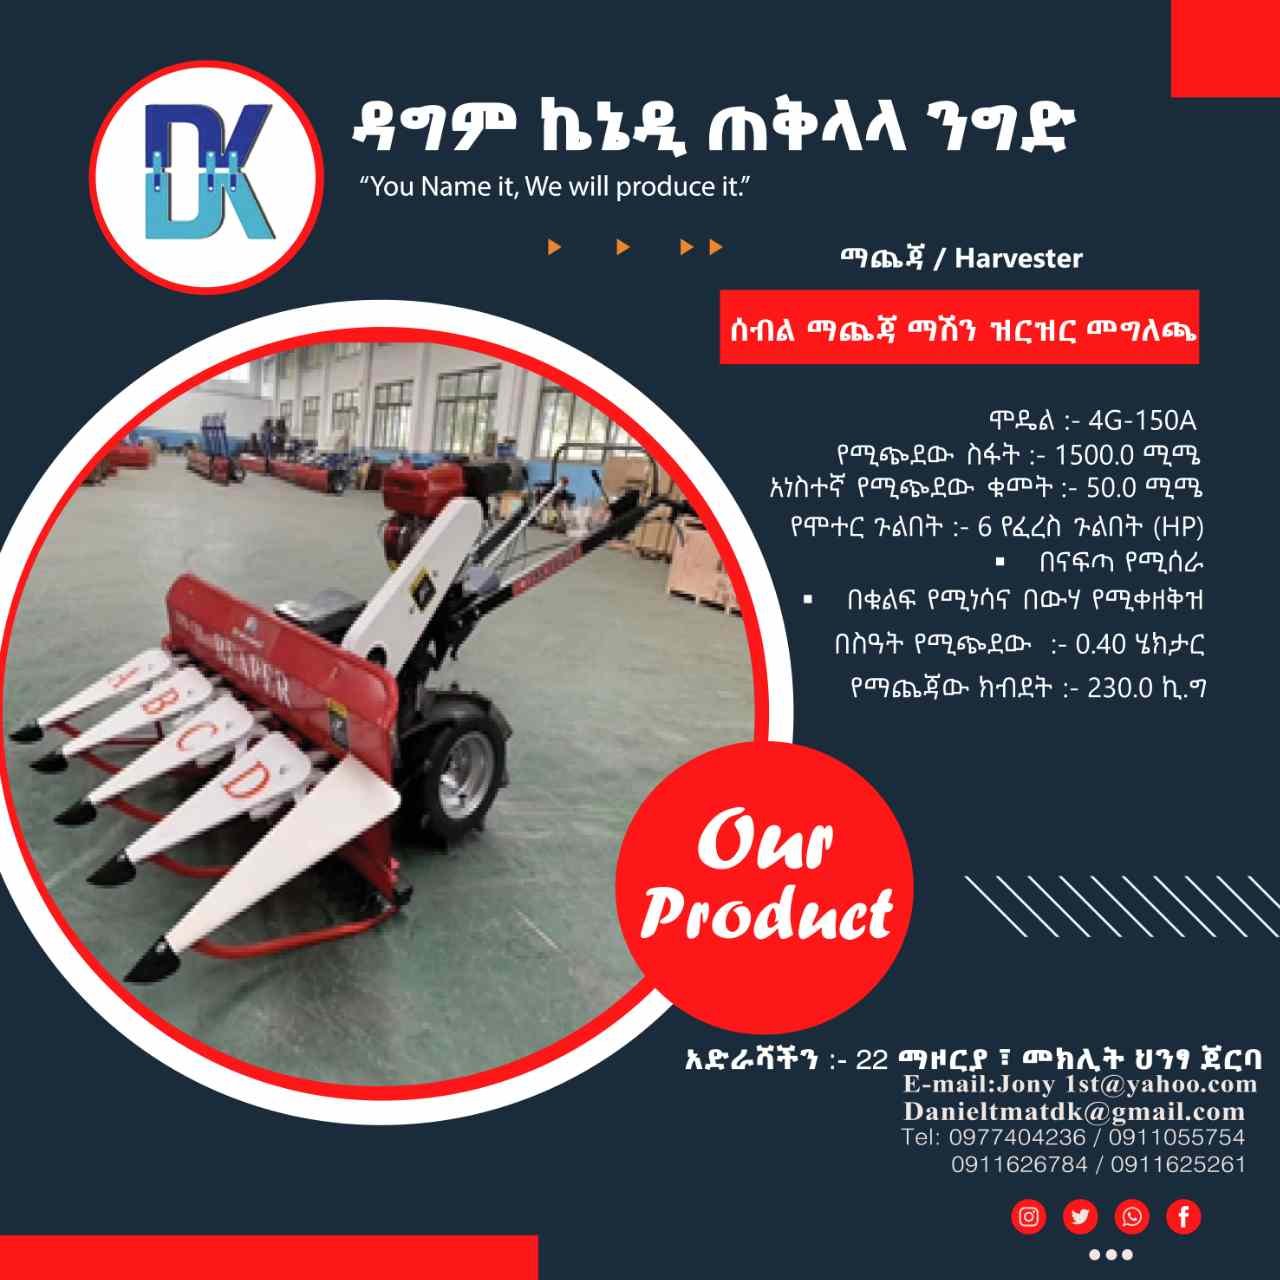 DK
ዳግም ኬኔዲ ጠቅላላ ንግድ
“You Name it, We will produce it.”
ማጨጃ / Harvester
ሰብል ማጨጃ ማሽን ዝርዝር መግለጫ
ሞዴል :- 4G-150A
የሚጭደው ስፋት :- 1500.0 ሚሜ
አነስተኛ የሚጭደው ቁመት :- 50.0 ሚሜ
የሞተር ጉልበት :- 6 የፈረስ ጉልበት (HP)
▪ በናፍጣ የሚሰራ
▪ በቁልፍ የሚነሳና በውሃ የሚቀዘቅዝ
በስዓት የሚጭደው :- 0.40 ሄክታር
የማጨጃው ክብደት :- 230.0 ኪ.ግ
REAPER
B
C
D
Our
Product
አድራሻችን :- 22 ማዞርያ ፣ መክሊት ህንፃ ጀርባ
E-mail:Jony 1st@yahoo.com
Danieltmatdk@gmail.com
Tel: 0977404236 / 0911055754
0911626784 / 0911625261